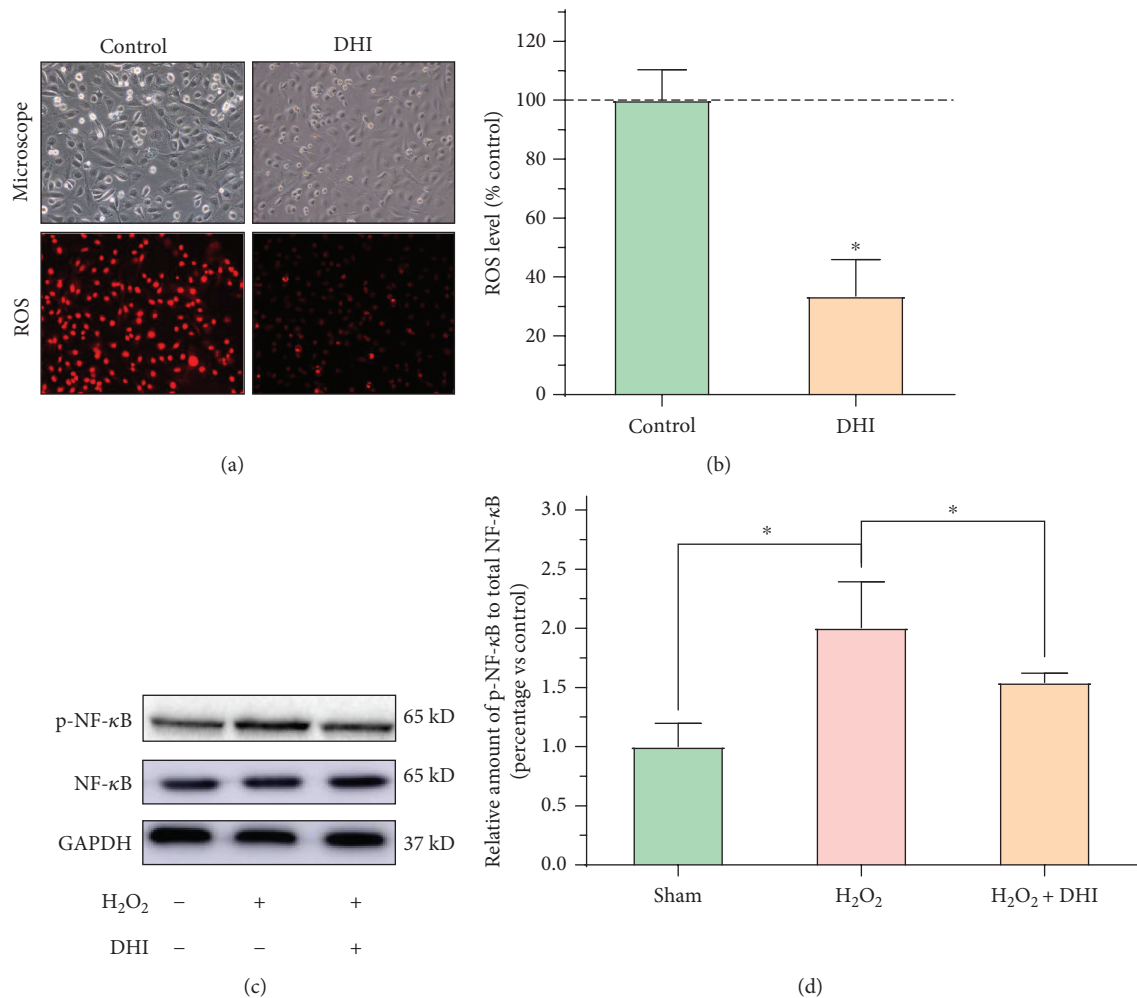 Control DHI
Microscope
ROS
(a)
ROS level (% control)
120
100
120
80
60
40
20
0
*
Control DHI
(b)
p-NF-κB 65 kD
NF-κB 65 kD
GAPDH 37 kD
H₂O₂ − + +
DHI − − +
(c)
Relative amount of p-NF-κB to total NF-κB
(percentage vs control)
3.0
2.5
2.0
1.5
1.0
0.5
0.0
* *
Sham H₂O₂ H₂O₂ + DHI
(d)